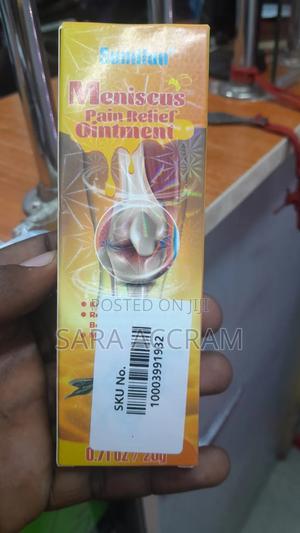 Sumifun
Meniscus
Pain Relief
Ointment
POSTED ON JIJI
SARA ACCRAM
SKU No.
10003991932
0.71 oz / 20g